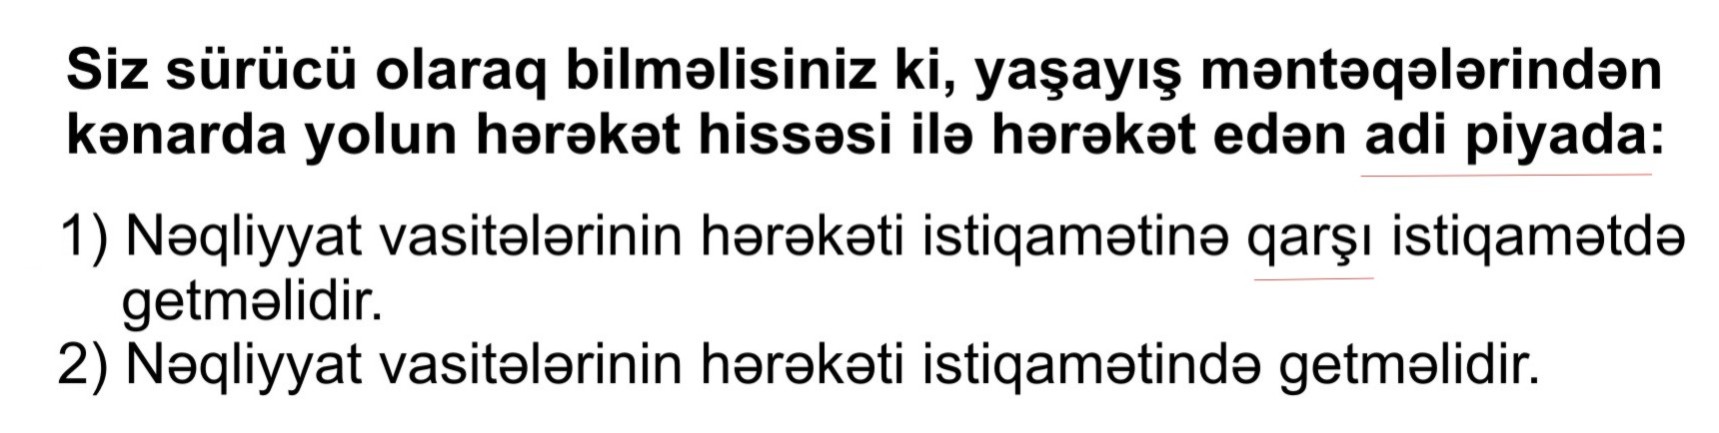 Siz sürücü olaraq bilməlisiniz ki, yaşayış məntəqələrindən
kənarda yolun hərəkət hissəsi ilə hərəkət edən adi piyada:
1) Nəqliyyat vasitələrinin hərəkəti istiqamətinə qarşı istiqamətdə
getməlidir.
2) Nəqliyyat vasitələrinin hərəkəti istiqamətində getməlidir.